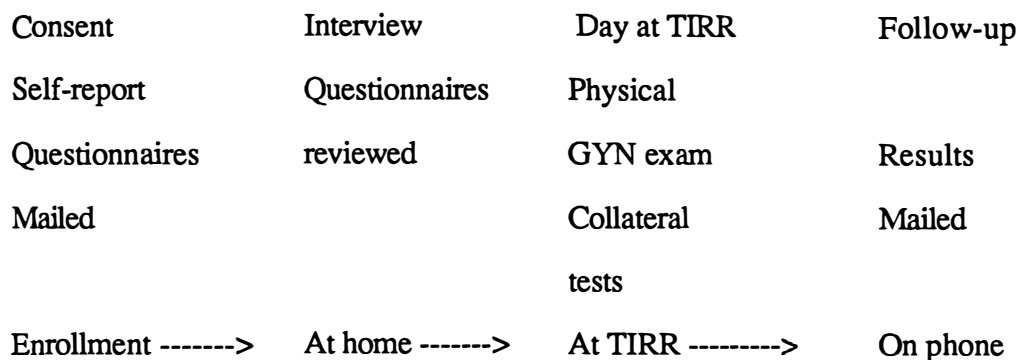 Consent Interview Day at TIRR Follow-up
Self-report Questionnaires Physical
Questionnaires reviewed GYN exam Results
Mailed Collateral Mailed
tests
Enrollment -------> At home -------> At TIRR ---------> On phone